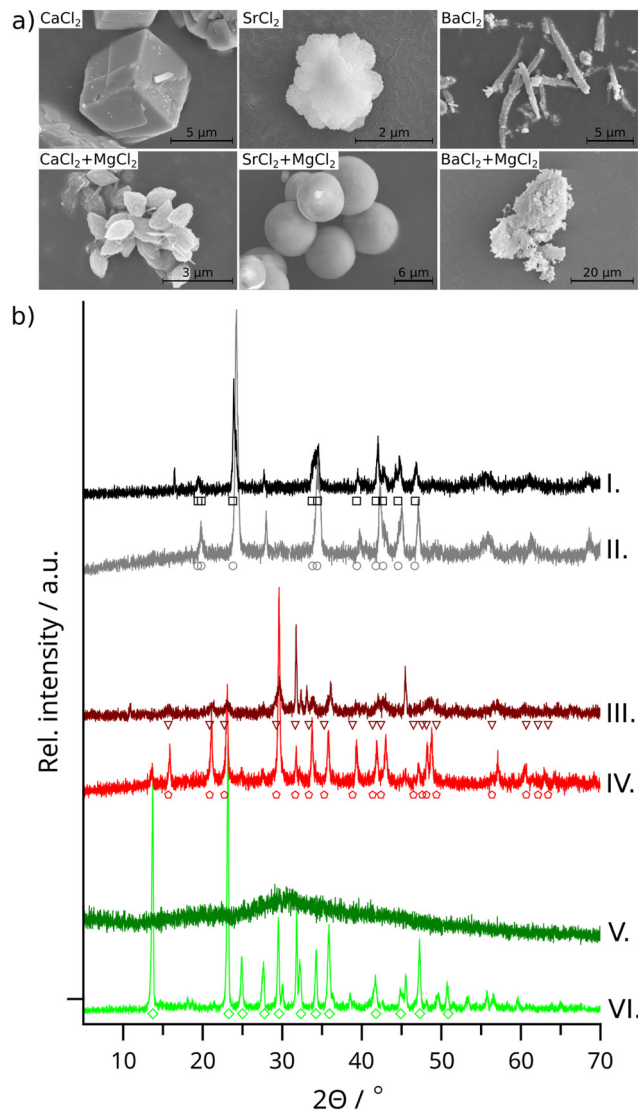 a)
CaCl₂
SrCl₂
BaCl₂
5 µm
2 µm
5 µm
CaCl₂+MgCl₂
SrCl₂+MgCl₂
BaCl₂+MgCl₂
3 µm
6 µm
20 µm
b)
Rel. intensity / a.u.
I.
II.
III.
IV.
V.
VI.
10 20 30 40 50 60 70
2Θ / °